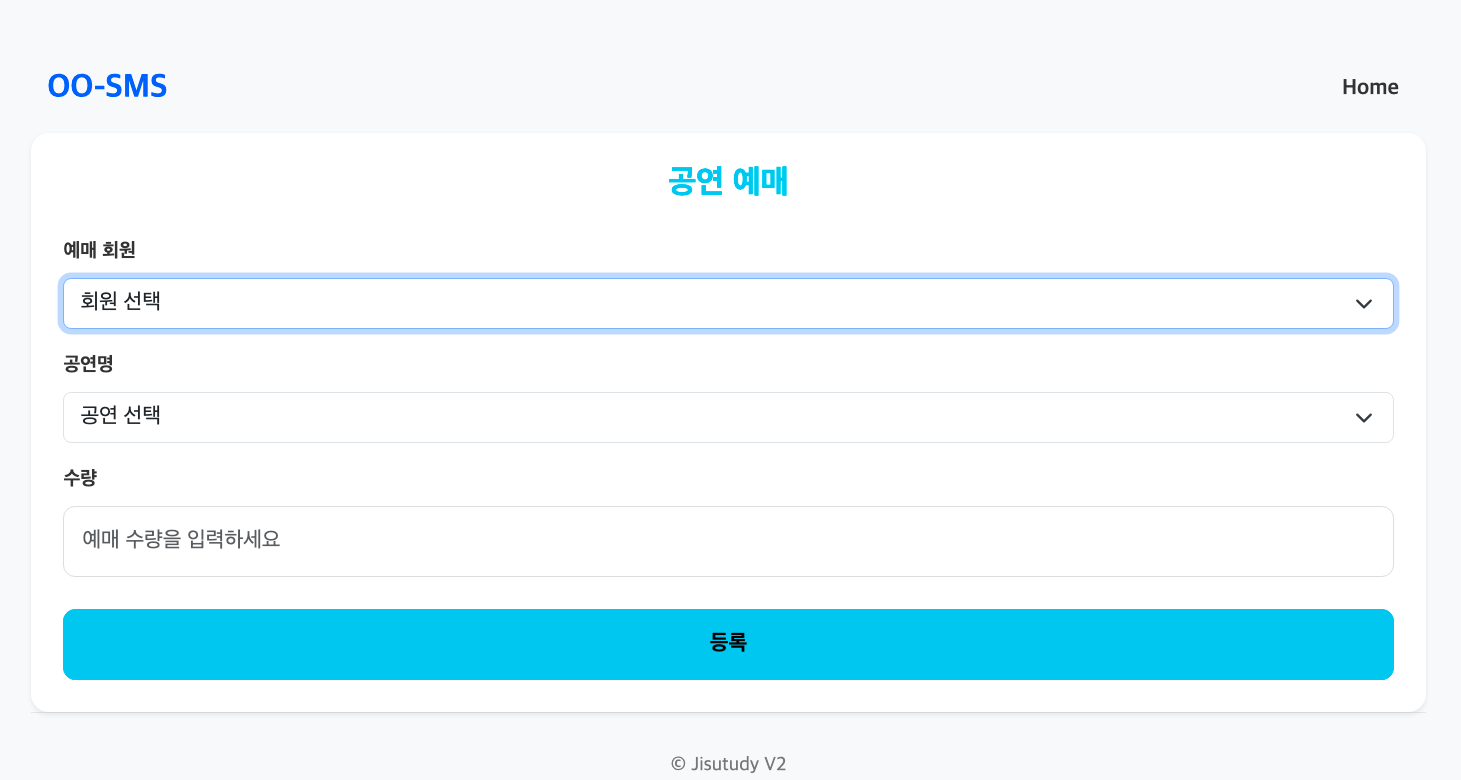 OO-SMS
Home
공연 예매
예매 회원
회원 선택
공연명
공연 선택
수량
예매 수량을 입력하세요
등록
© Jisutudy V2